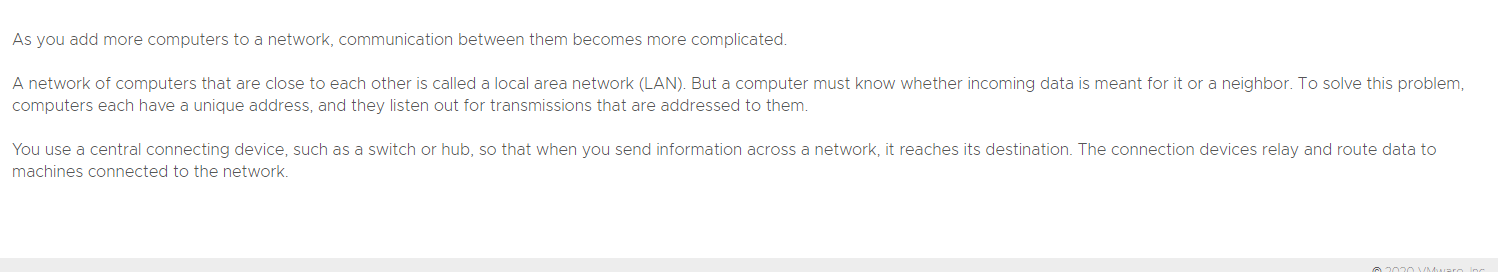 As you add more computers to a network, communication between them becomes more complicated.
A network of computers that are close to each other is called a local area network (LAN). But a computer must know whether incoming data is meant for it or a neighbor. To solve this problem,
computers each have a unique address, and they listen out for transmissions that are addressed to them.
You use a central connecting device, such as a switch or hub, so that when you send information across a network, it reaches its destination. The connection devices relay and route data to
machines connected to the network.
© 2020 VMware, Inc.